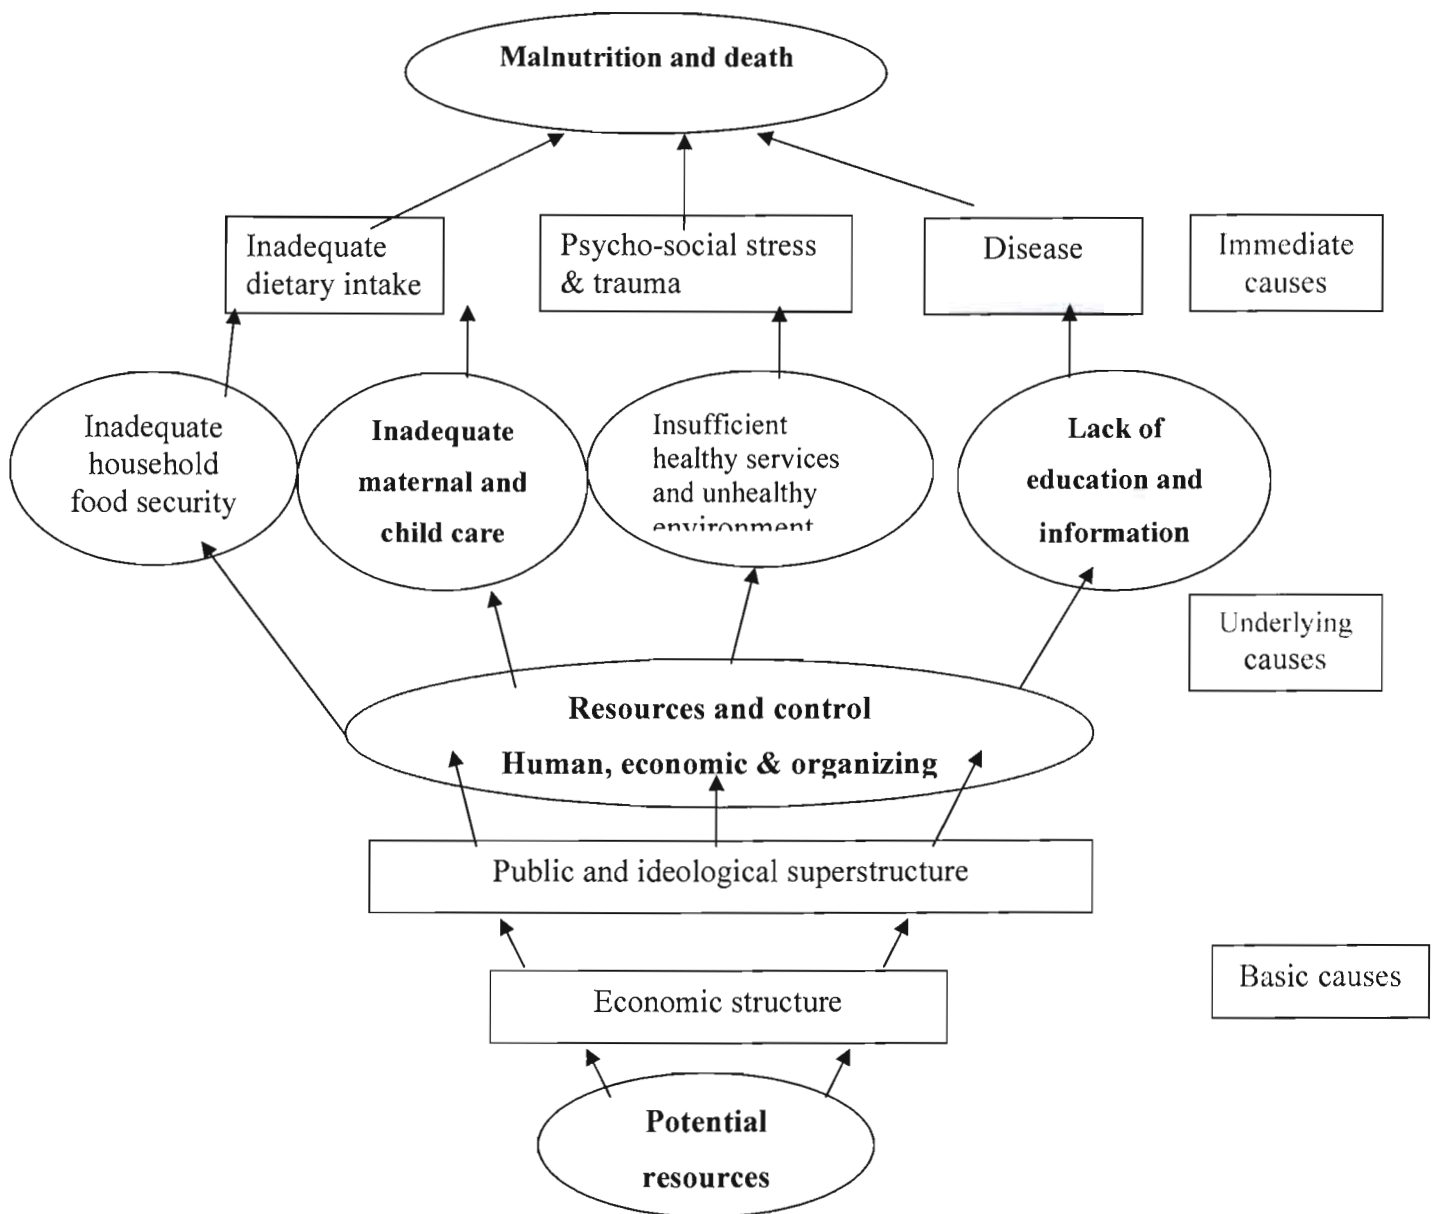 Malnutrition and death
Inadequate
dietary intake
Psycho-social stress
& trauma
Disease
Immediate
causes
Inadequate
household
food security
Inadequate
maternal and
child care
Insufficient
healthy services
and unhealthy
environment
Lack of
education and
information
Underlying
causes
Resources and control
Human, economic & organizing
Public and ideological superstructure
Basic causes
Economic structure
Potential
resources